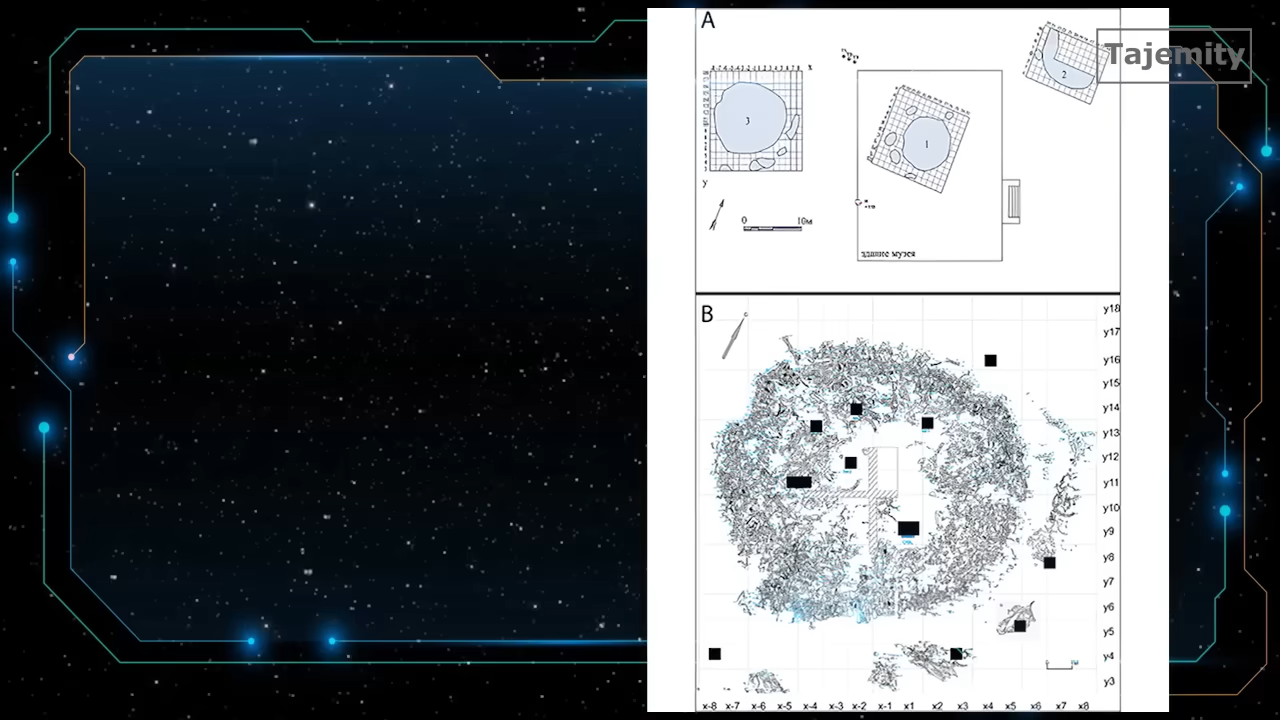 A
Tajemity
x
3
2
1
y
0 10м
здание музея
B
y18
y17
y16
y15
y14
y13
y12
y11
y10
y9
y8
y7
y6
y5
y4
y3
x-8 x-7 x-6 x-5 x-4 x-3 x-2 x-1 x1 x2 x3 x4 x5 x6 x7 x8